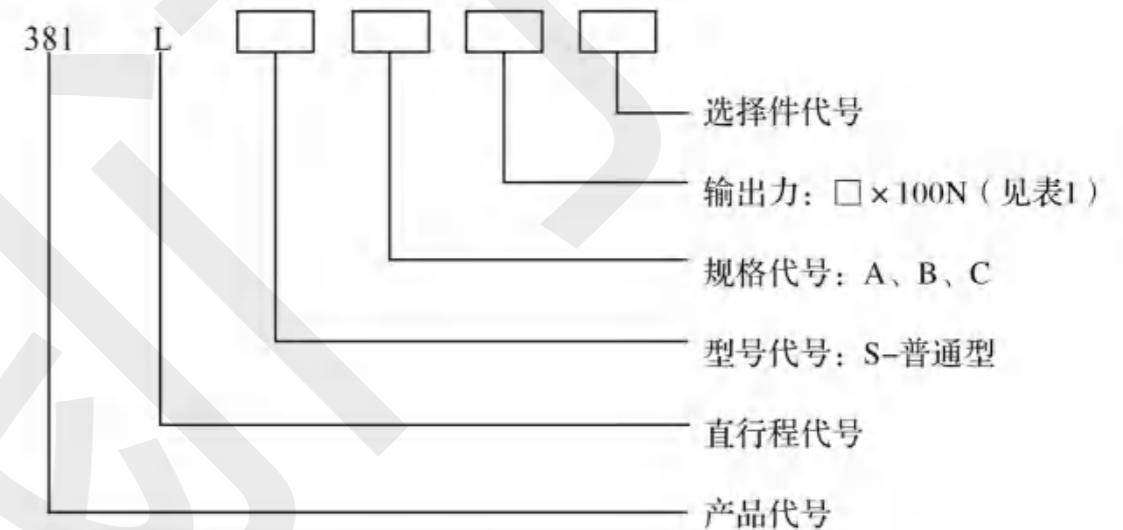 381 L □ □ □ □
选择件代号
输出力：□×100N（见表1）
规格代号：A、B、C
型号代号：S-普通型
直行程代号
产品代号